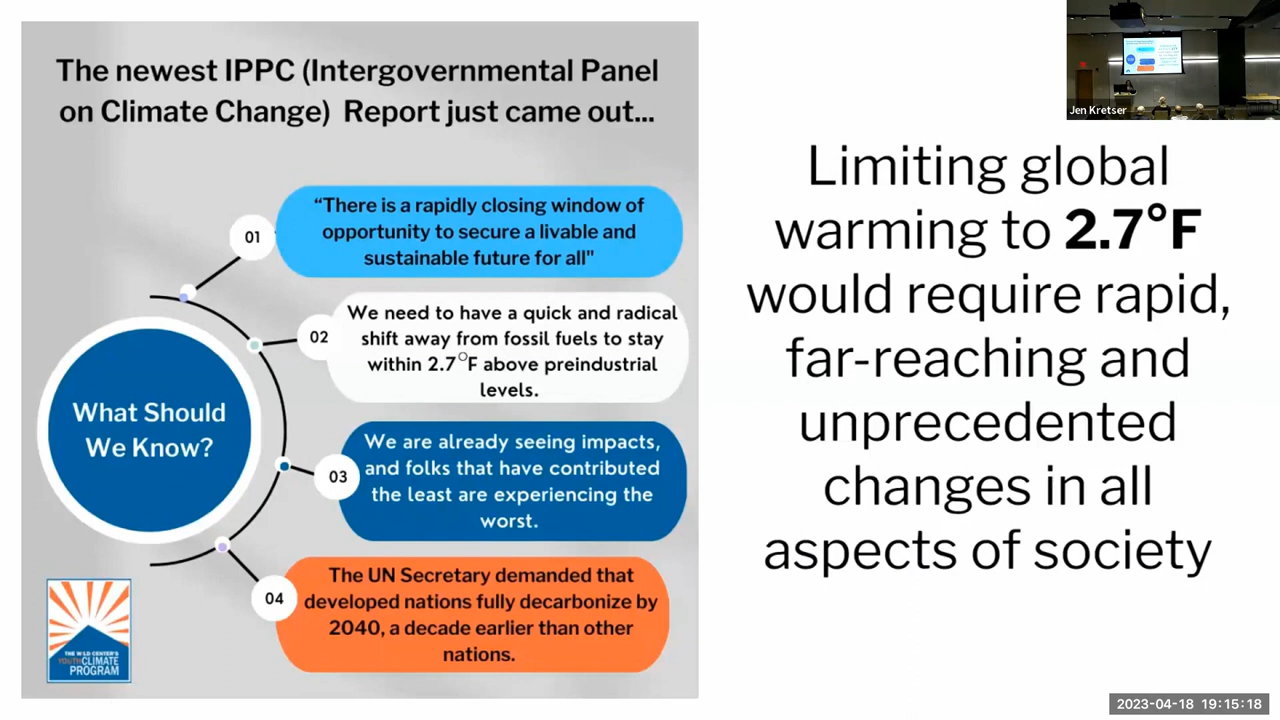 The newest IPPC (Intergovernmental Panel
on Climate Change) Report just came out...
01
“There is a rapidly closing window of
opportunity to secure a livable and
sustainable future for all"
02
We need to have a quick and radical
shift away from fossil fuels to stay
within 2.7°F above preindustrial
levels.
What Should
We Know?
03
We are already seeing impacts,
and folks that have contributed
the least are experiencing the
worst.
04
The UN Secretary demanded that
developed nations fully decarbonize by
2040, a decade earlier than other
nations.
THE WILD CENTER'S
YOUTH CLIMATE
PROGRAM
Jen Kretser
Limiting global
warming to 2.7°F
would require rapid,
far-reaching and
unprecedented
changes in all
aspects of society
2023-04-18 19:15:18